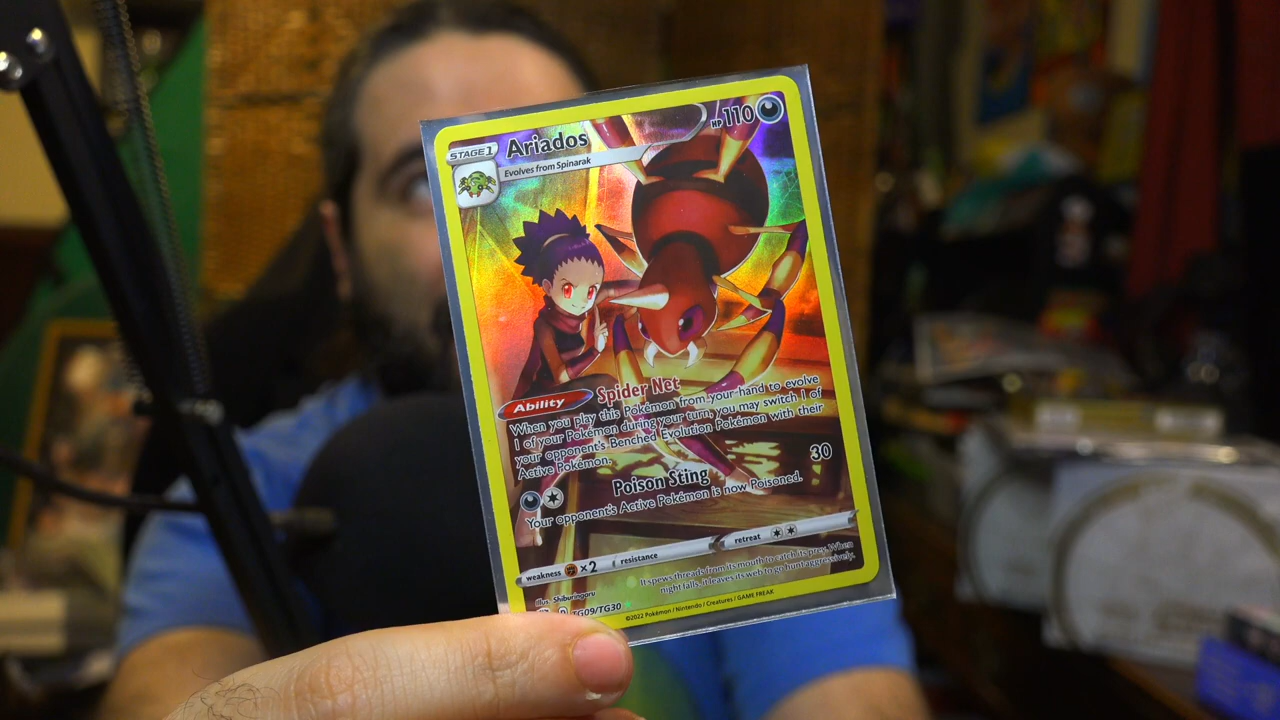 STAGE 1
Ariados
HP 110
Evolves from Spinarak
Ability
Spider Net
When you play this Pokémon from your hand to evolve
1 of your Pokémon during your turn, you may switch 1 of
your opponent's Benched Evolution Pokémon with their
Active Pokémon.
Poison Sting
30
Your opponent's Active Pokémon is now Poisoned.
weakness ×2 resistance retreat
It spews threads from its mouth to catch its prey. When
night falls, it leaves its web to go hunt aggressively.
Illus. Shiburingaru
TG09/TG30
©2022 Pokémon / Nintendo / Creatures / GAME FREAK